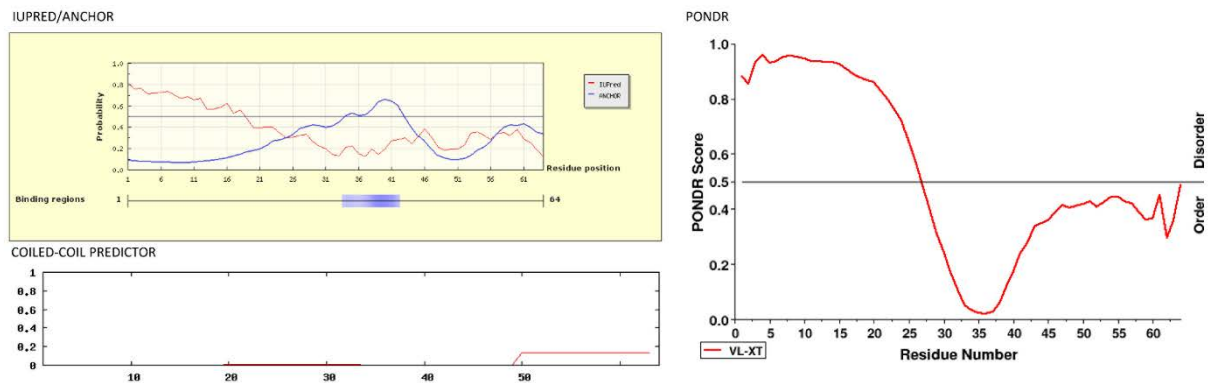 IUPRED/ANCHOR
1.0
0.8
0.6
0.4
0.2
0.0
Probability
1 6 11 16 21 26 31 36 41 46 51 56 61
Residue position
IUPred
ANCHOR
Binding regions 1 64
COILED-COIL PREDICTOR
1
0.8
0.6
0.4
0.2
0
10 20 30 40 50
PONDR
1.0
0.8
0.6
0.5
0.4
0.2
0.0
PONDR Score
Disorder
Order
0 5 10 15 20 25 30 35 40 45 50 55 60
Residue Number
VL-XT